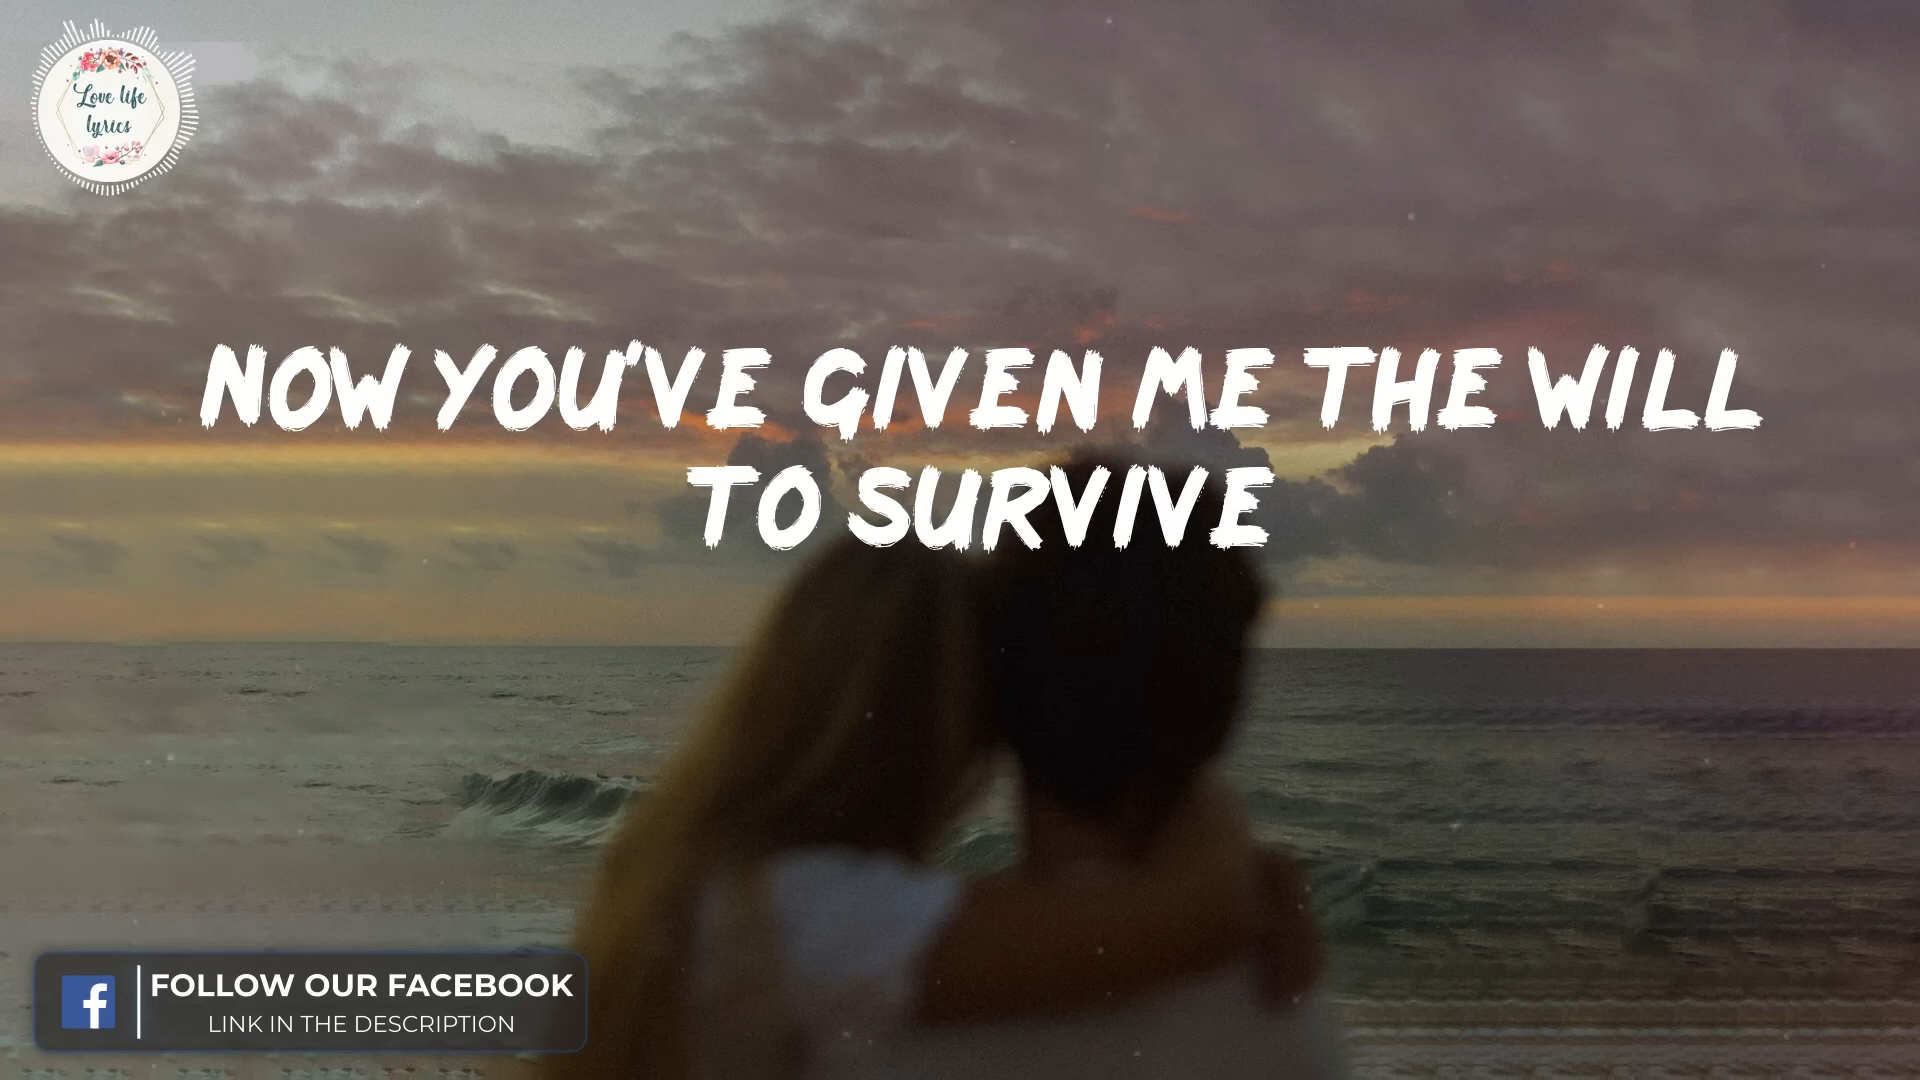 Love life
lyrics
NOW YOU'VE GIVEN ME THE WILL
TO SURVIVE
FOLLOW OUR FACEBOOK
LINK IN THE DESCRIPTION